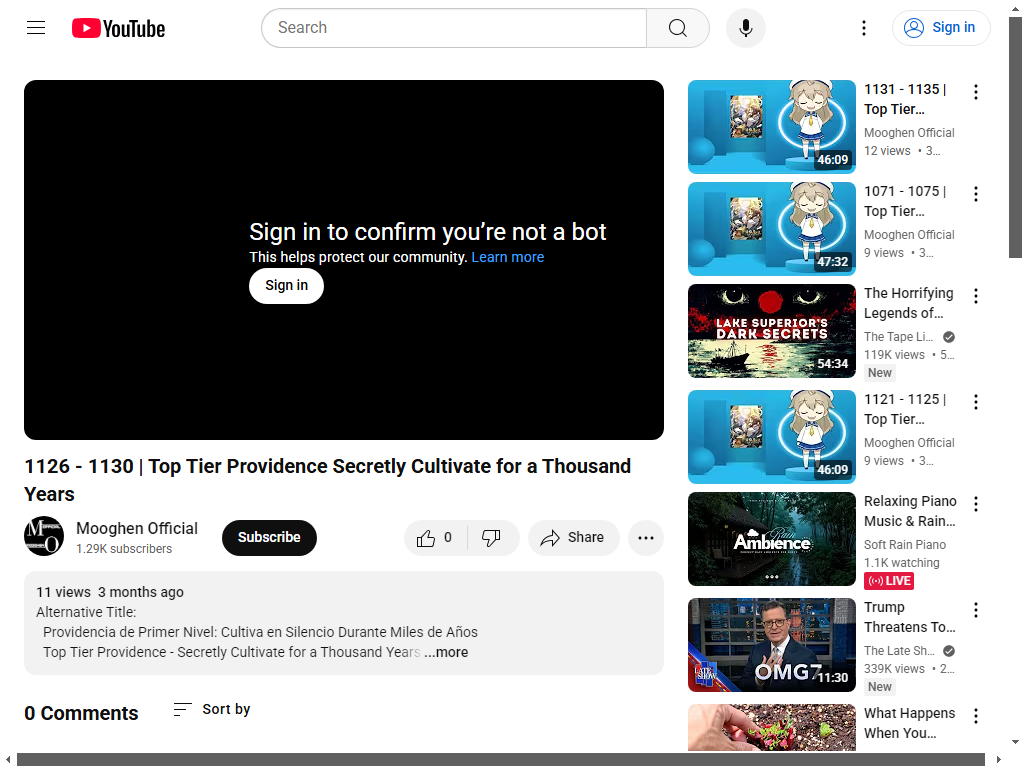 YouTube
Search
Sign in
Sign in to confirm you're not a bot
This helps protect our community. Learn more
Sign in
1126 - 1130 | Top Tier Providence Secretly Cultivate for a Thousand
Years
Mooghen Official
1.29K subscribers
Subscribe
0
Share
11 views 3 months ago
Alternative Title:
Providencia de Primer Nivel: Cultiva en Silencio Durante Miles de Años
Top Tier Providence - Secretly Cultivate for a Thousand Years ...more
0 Comments
Sort by
46:09
1131 - 1135 |
Top Tier...
Mooghen Official
12 views • 3...
47:32
1071 - 1075 |
Top Tier...
Mooghen Official
9 views • 3...
LAKE SUPERIOR'S
DARK SECRETS
54:34
The Horrifying
Legends of...
The Tape Li...
119K views • 5...
New
46:09
1121 - 1125 |
Top Tier...
Mooghen Official
9 views • 3...
Rain
Ambience
Relaxing Piano
Music & Rain...
Soft Rain Piano
1.1K watching
LIVE
LATE SHOW
OMG7
11:30
Trump
Threatens To...
The Late Sh...
339K views • 2...
New
What Happens
When You...